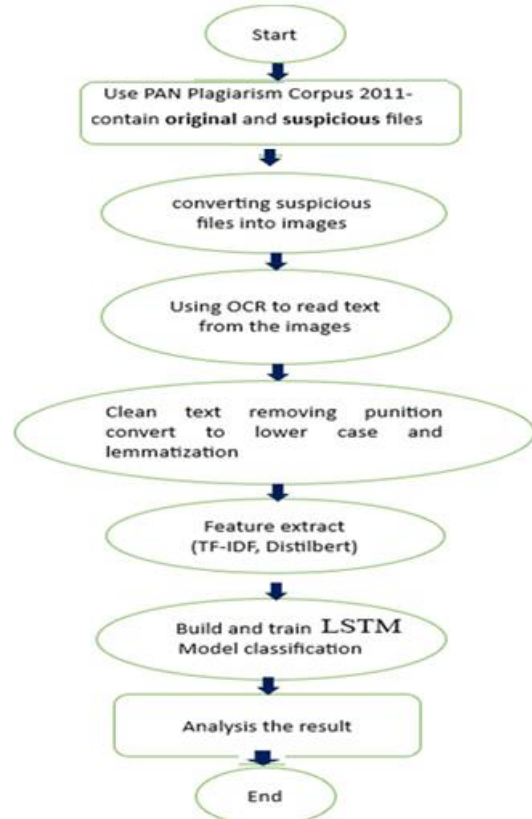 Start
Use PAN Plagiarism Corpus 2011-
contain original and suspicious files
converting suspicious
files into images
Using OCR to read text
from the images
Clean text removing punition
convert to lower case and
lemmatization
Feature extract
(TF-IDF, Distilbert)
Build and train LSTM
Model classification
Analysis the result
End